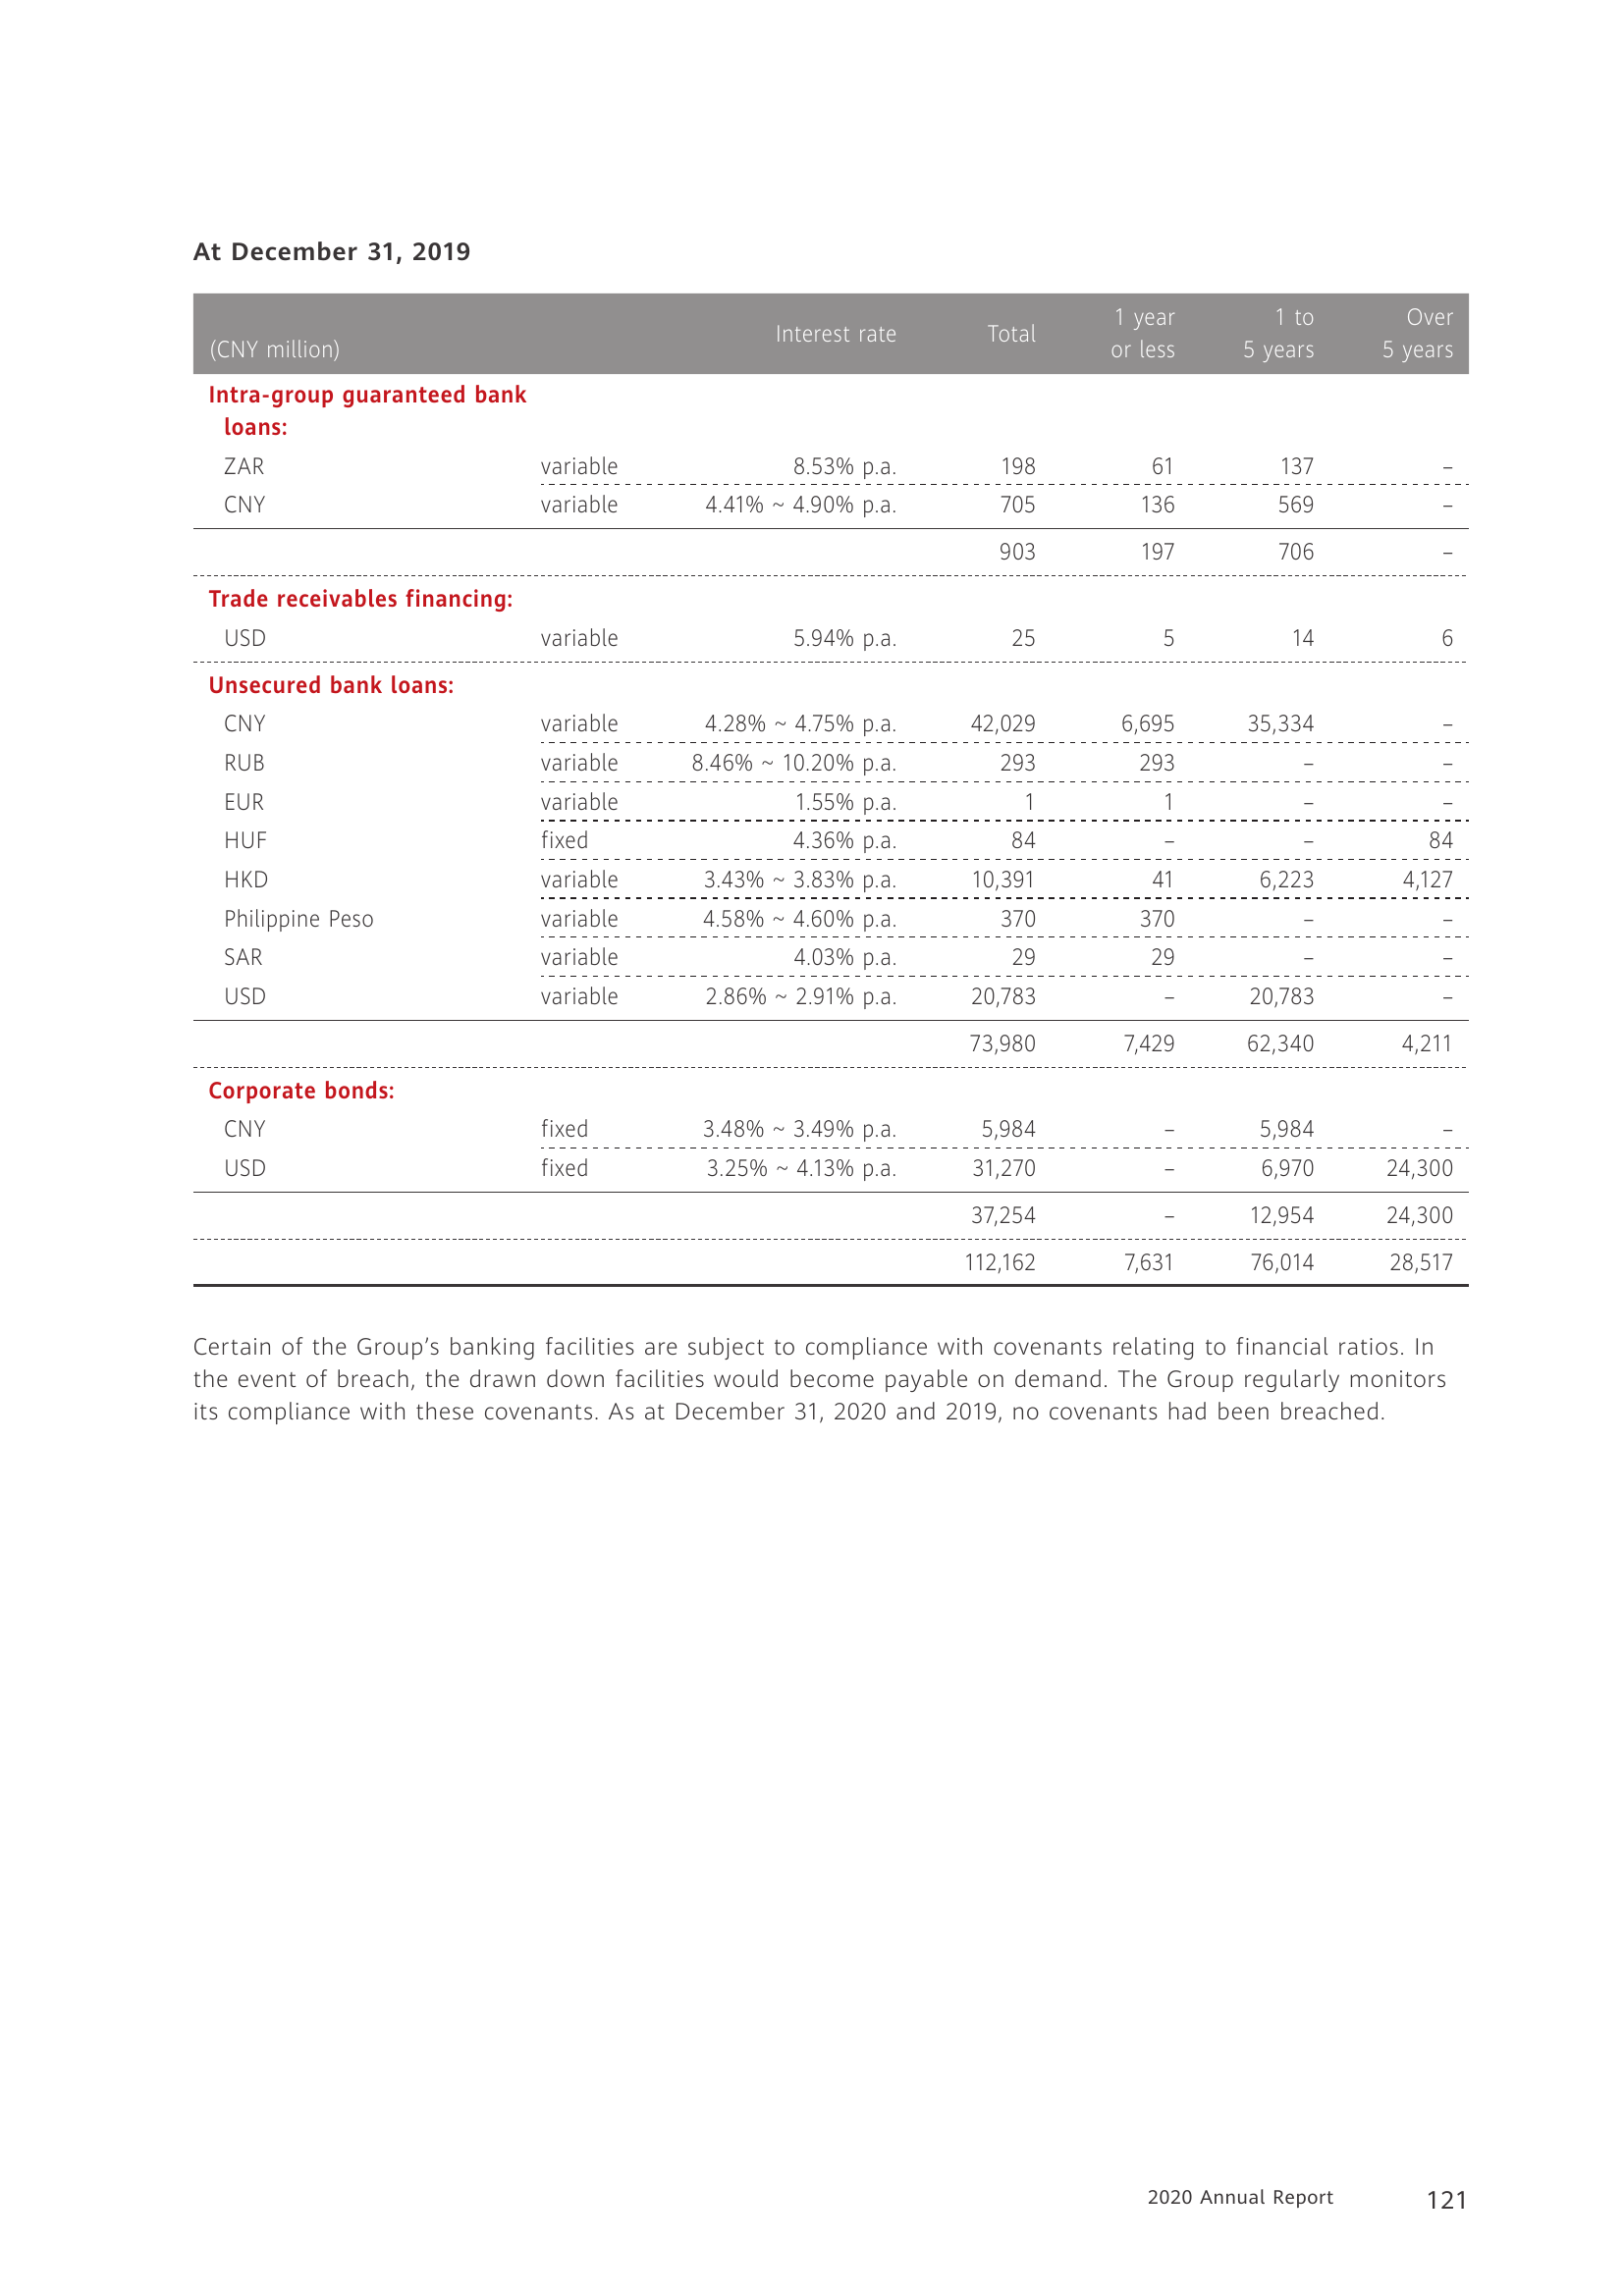 At December 31, 2019
(CNY million) Interest rate Total 1 year or less 1 to 5 years Over 5 years
Intra-group guaranteed bank
loans:
ZAR variable 8.53% p.a. 198 61 137 –
CNY variable 4.41% ~ 4.90% p.a. 705 136 569 –
903 197 706 –
Trade receivables financing:
USD variable 5.94% p.a. 25 5 14 6
Unsecured bank loans:
CNY variable 4.28% ~ 4.75% p.a. 42,029 6,695 35,334 –
RUB variable 8.46% ~ 10.20% p.a. 293 293 – –
EUR variable 1.55% p.a. 1 1 – –
HUF fixed 4.36% p.a. 84 – – 84
HKD variable 3.43% ~ 3.83% p.a. 10,391 41 6,223 4,127
Philippine Peso variable 4.58% ~ 4.60% p.a. 370 370 – –
SAR variable 4.03% p.a. 29 29 – –
USD variable 2.86% ~ 2.91% p.a. 20,783 – 20,783 –
73,980 7,429 62,340 4,211
Corporate bonds:
CNY fixed 3.48% ~ 3.49% p.a. 5,984 – 5,984 –
USD fixed 3.25% ~ 4.13% p.a. 31,270 – 6,970 24,300
37,254 – 12,954 24,300
112,162 7,631 76,014 28,517
Certain of the Group’s banking facilities are subject to compliance with covenants relating to financial ratios. In
the event of breach, the drawn down facilities would become payable on demand. The Group regularly monitors
its compliance with these covenants. As at December 31, 2020 and 2019, no covenants had been breached.
2020 Annual Report 121